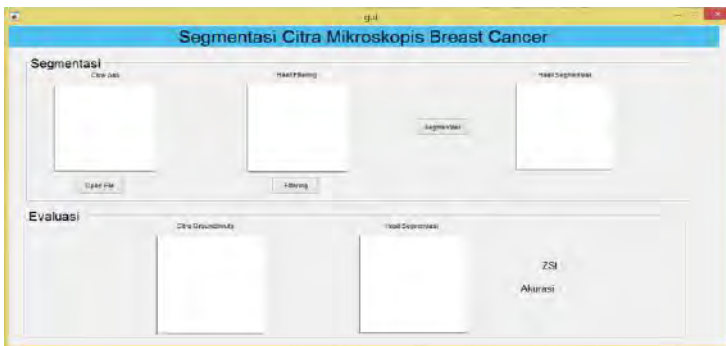 gui
Segmentasi Citra Mikroskopis Breast Cancer
Segmentasi
Citra Asli
Hasil Filtering
Hasil Segmentasi
Segmentasi
Open File
Filtering
Evaluasi
Citra Groundtruth
Hasil Segmentasi
ZSI
Akurasi